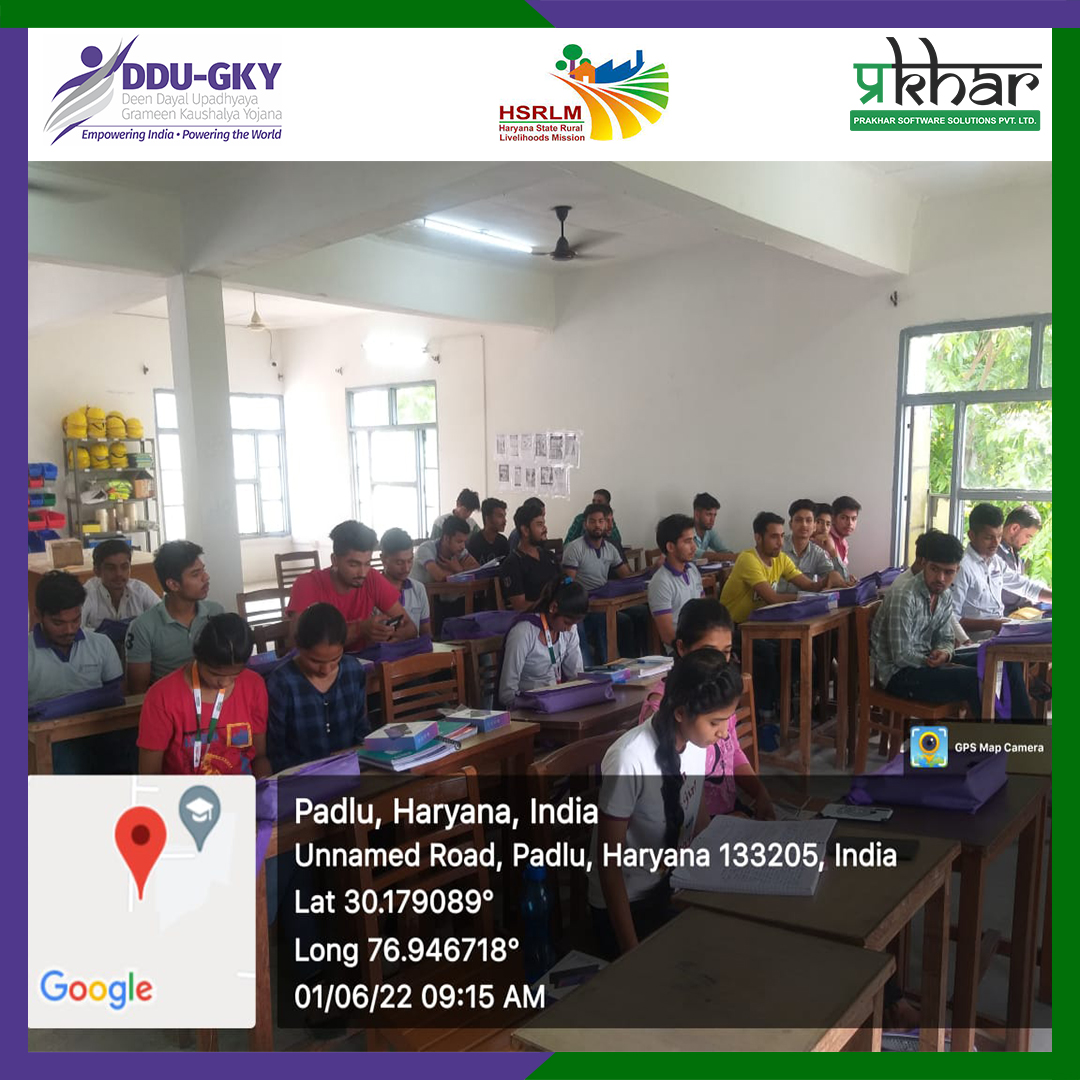 DDU-GKY
Deen Dayal Upadhyaya
Grameen Kaushalya Yojana
Empowering India • Powering the World
HSRLM
Haryana State Rural
Livelihoods Mission
प्रkhar
PRAKHAR SOFTWARE SOLUTIONS PVT. LTD.
GPS Map Camera
Padlu, Haryana, India
Unnamed Road, Padlu, Haryana 133205, India
Lat 30.179089°
Long 76.946718°
01/06/22 09:15 AM
Google